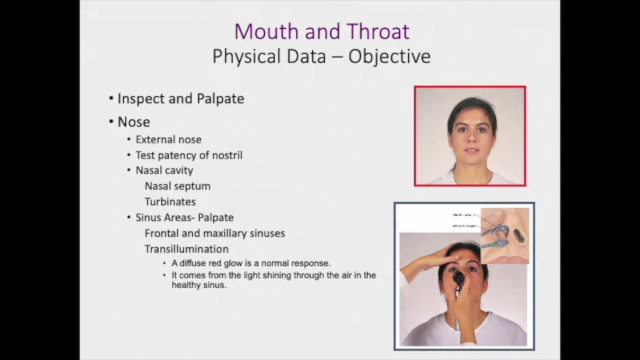 Mouth and Throat
Physical Data – Objective
• Inspect and Palpate
• Nose
• External nose
• Test patency of nostril
• Nasal cavity
Nasal septum
Turbinates
• Sinus Areas- Palpate
Frontal and maxillary sinuses
Transillumination
• A diffuse red glow is a normal response.
• It comes from the light shining through the air in the
healthy sinus.